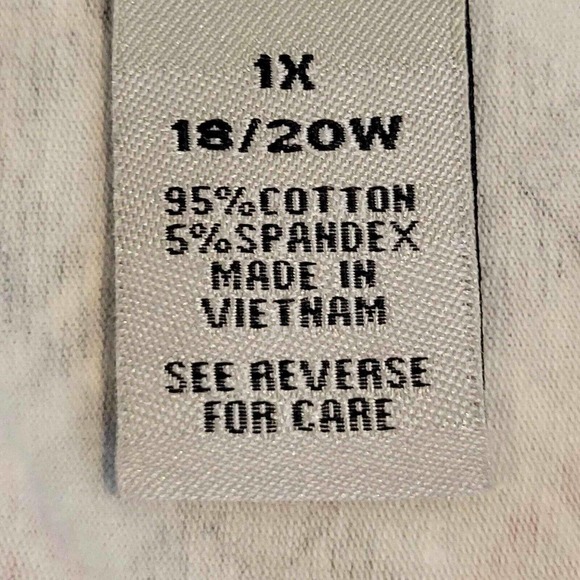 1X
18/20W
95%COTTON
5%SPANDEX
MADE IN
VIETNAM
SEE REVERSE
FOR CARE